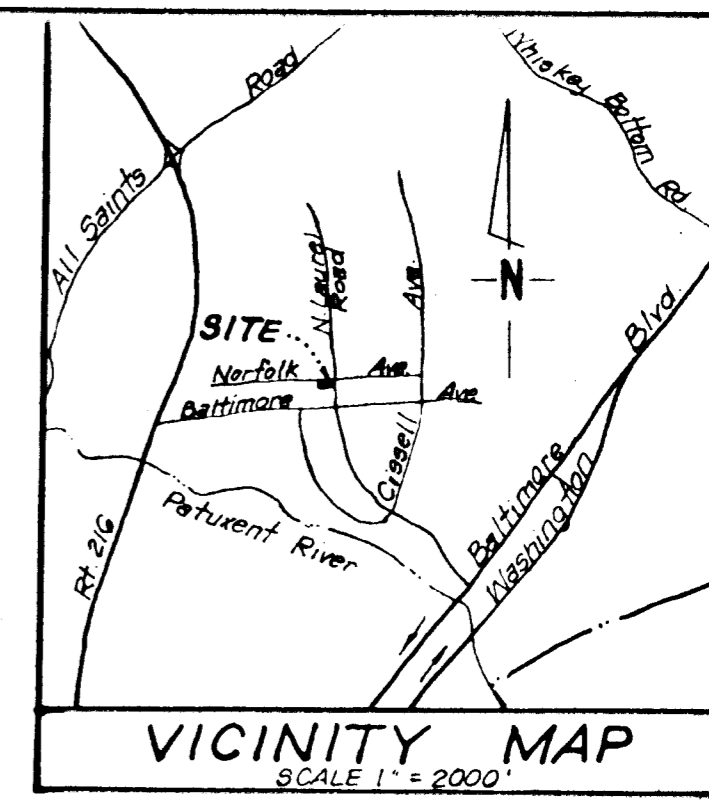 Road
Whiskey Bottom Rd.
All Saints
N. Laurel
Road
Ave.
N
Blvd.
SITE
Norfolk Ave.
Baltimore Ave.
Cissell
Baltimore
Washington
Patuxent River
Rt. 216
VICINITY MAP
SCALE 1" = 2000'